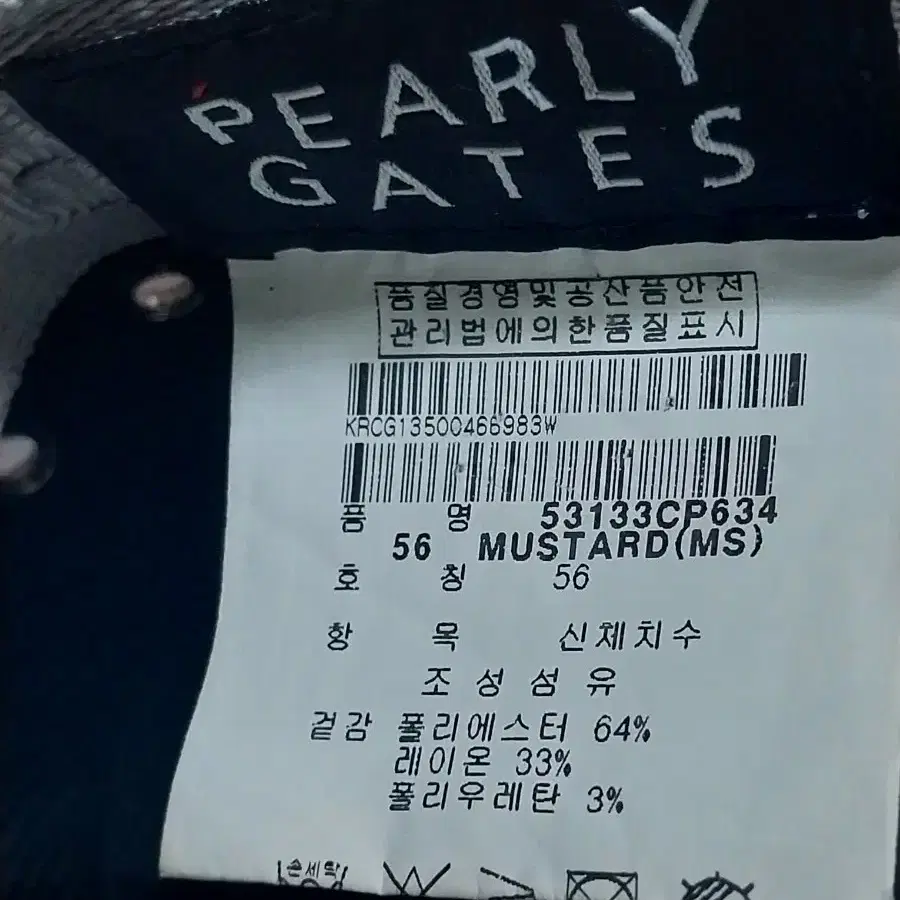 PEARLY
GATES
품질경영및공산품안전
관리법에의한품질표시
KRCG13500466983W
품 명 53133CP634
56 MUSTARD(MS)
호 칭 56
항 목 신체치수
조성섬유
겉감 폴리에스터 64%
레이온 33%
폴리우레탄 3%
손세탁